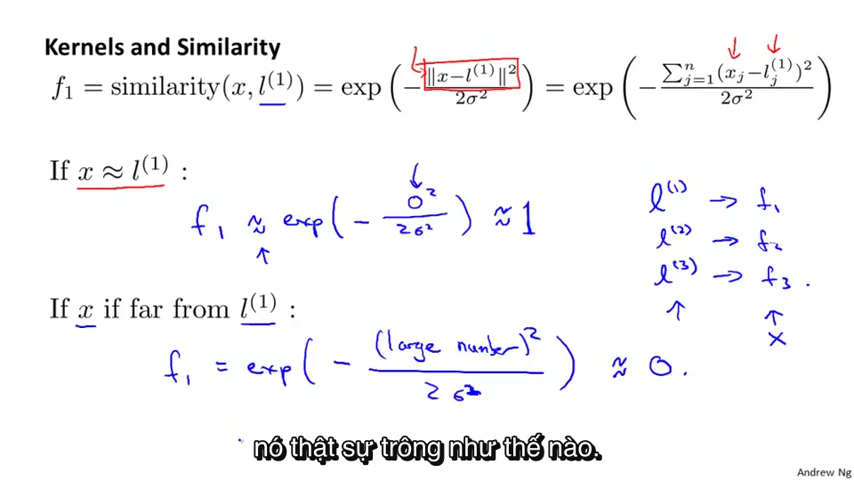 Kernels and Similarity
f₁ = similarity(x, l⁽¹⁾) = exp(−‖x−l⁽¹⁾‖²/2σ²) = exp(−∑ⁿⱼ₌₁(xⱼ−lⱼ⁽¹⁾)²/2σ²)
If x ≈ l⁽¹⁾ :
f₁ ≈ exp(−0²/2σ²) ≈ 1
l⁽¹⁾ → f₁
l⁽²⁾ → f₂
l⁽³⁾ → f₃.
x
If x if far from l⁽¹⁾ :
f₁ = exp(−(large number)²/2σ²) ≈ 0.
nó thật sự trông như thế nào.
Andrew Ng